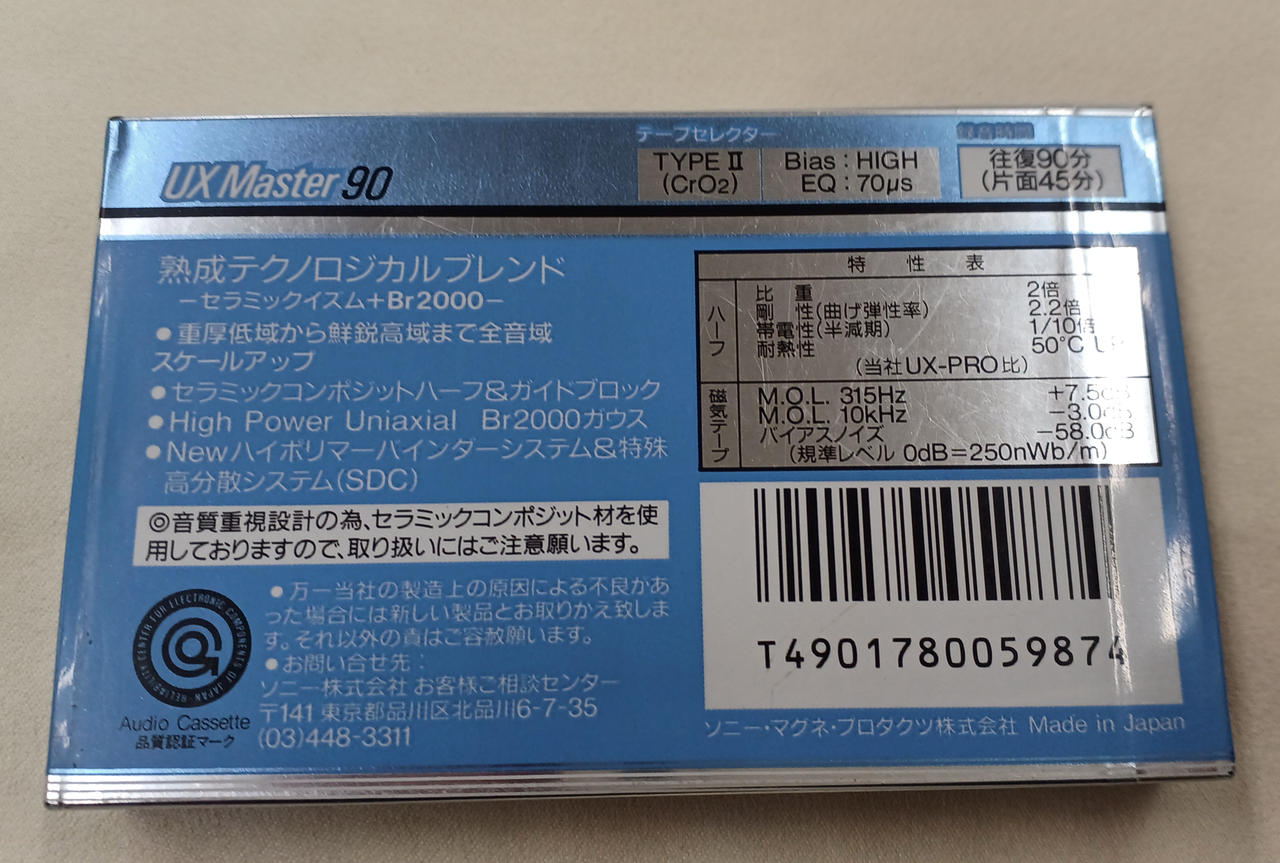 UX Master 90
テープセレクター
TYPE II
(CrO2)
Bias : HIGH
EQ : 70μs
録音時間
往復90分
(片面45分)
熟成テクノロジカルブレンド
−セラミックイズム+Br2000−
●重厚低域から鮮鋭高域まで全音域
スケールアップ
●セラミックコンポジットハーフ&ガイドブロック
●High Power Uniaxial Br2000ガウス
●Newハイポリマーバインダーシステム&特殊
高分散システム(SDC)
◎音質重視設計の為、セラミックコンポジット材を使
用しておりますので、取り扱いにはご注意願います。
●万一当社の製造上の原因による不良があ
った場合には新しい製品とお取りかえ致しま
す。それ以外の責はご容赦願います。
●お問い合せ先:
ソニー株式会社 お客様ご相談センター
〒141 東京都品川区北品川6-7-35
(03)448-3311
RELIABILITY CENTER FOR ELECTRONIC COMPONENTS OF JAPAN
Audio Cassette
品質認証マーク
特性表
ハーフ
比重 2倍
剛性(曲げ弾性率) 2.2倍
帯電性(半減期) 1/10倍
耐熱性 50°C UP
(当社UX-PRO比)
磁気テープ
M.O.L. 315Hz +7.5dB
M.O.L. 10kHz −3.0dB
バイアスノイズ −58.0dB
(規準レベル 0dB=250nWb/m)
T4901780059874
ソニー・マグネ・プロダクツ株式会社 Made in Japan